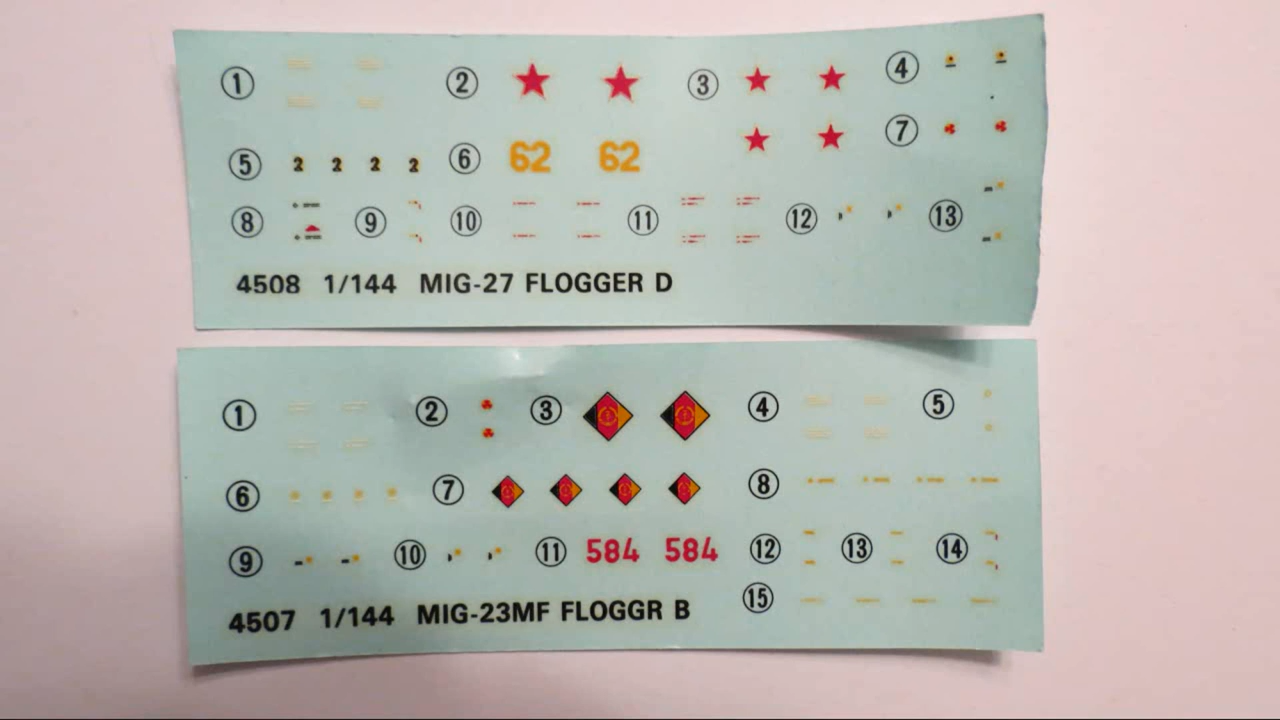 1 2 3 4
7
5 2 2 2 2 6 62 62
8 9 10 11 12 13
4508 1/144 MIG-27 FLOGGER D
1 2 3 4 5
6 7 8
9 10 11 584 584 12 13 14
15
4507 1/144 MIG-23MF FLOGGR B